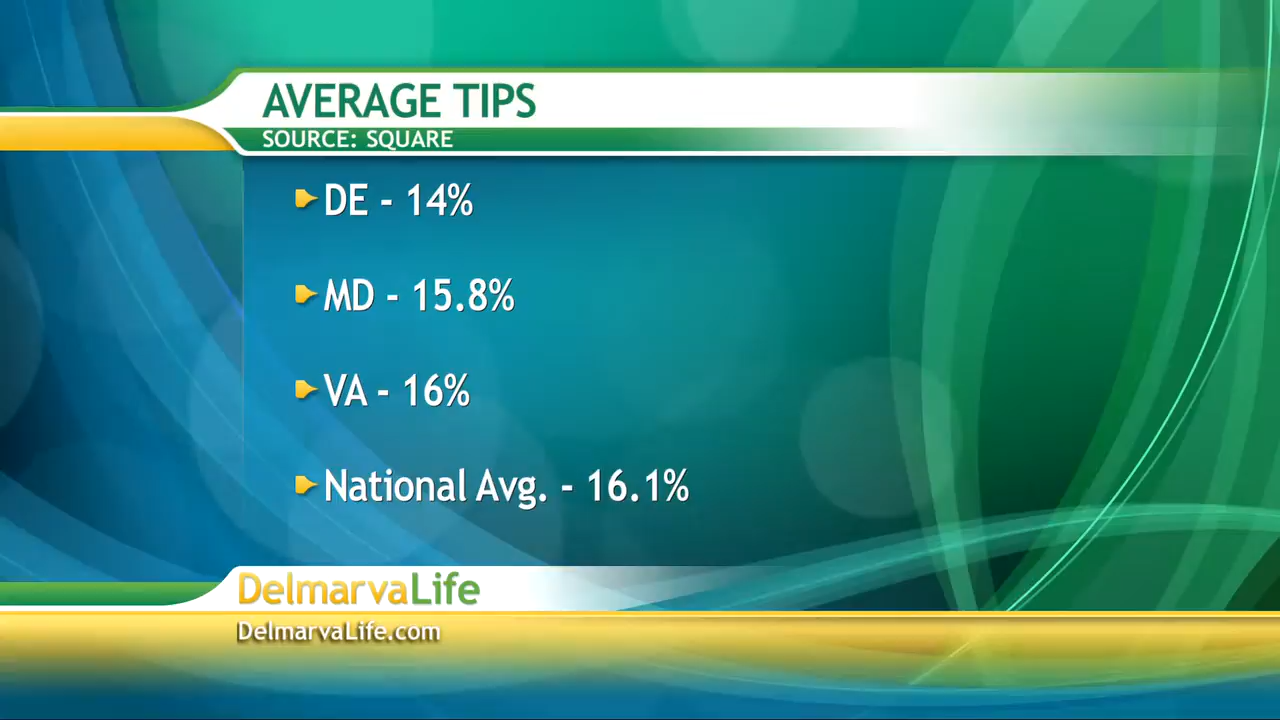 AVERAGE TIPS
SOURCE: SQUARE
DE - 14%
MD - 15.8%
VA - 16%
National Avg. - 16.1%
DelmarvaLife
DelmarvaLife.com